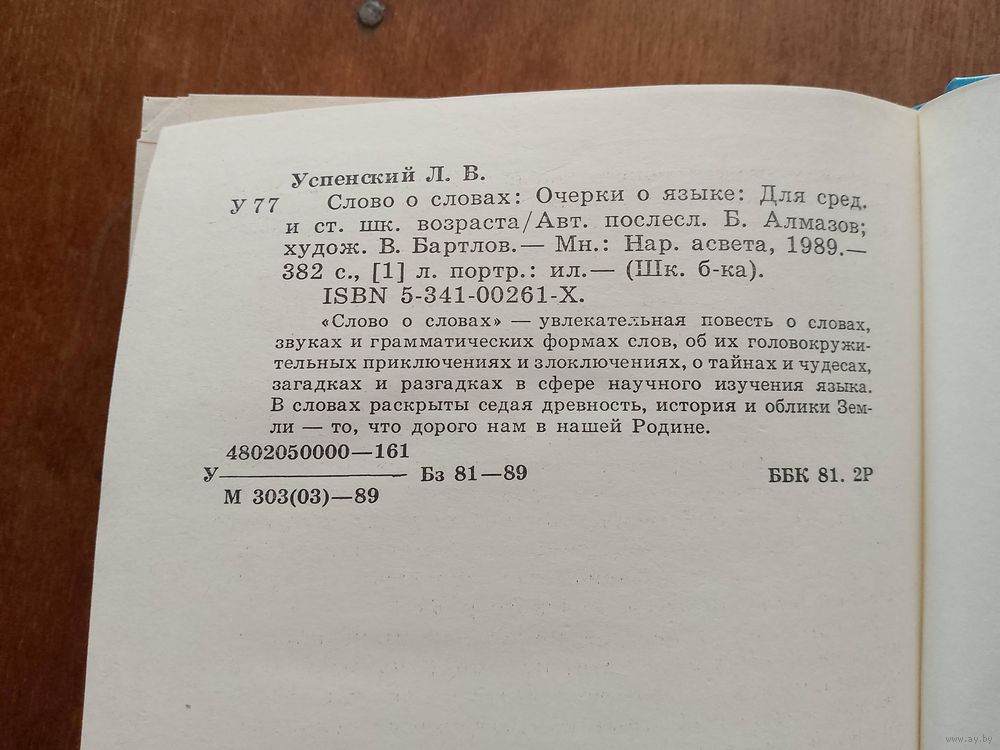 Успенский Л. В.
У 77 Слово о словах: Очерки о языке: Для сред.
и ст. шк. возраста/Авт. послесл. Б. Алмазов;
худож. В. Бартлов.— Мн.: Нар. асвета, 1989.—
382 с., [1] л. портр.: ил.— (Шк. б-ка).
ISBN 5-341-00261-X.
«Слово о словах» — увлекательная повесть о словах,
звуках и грамматических формах слов, об их головокружи-
тельных приключениях и злоключениях, о тайнах и чудесах,
загадках и разгадках в сфере научного изучения языка.
В словах раскрыты седая древность, история и облики Зем-
ли — то, что дорого нам в нашей Родине.
4802050000—161
У Бз 81—89 ББК 81. 2Р
М 303(03)—89
www.ay.by